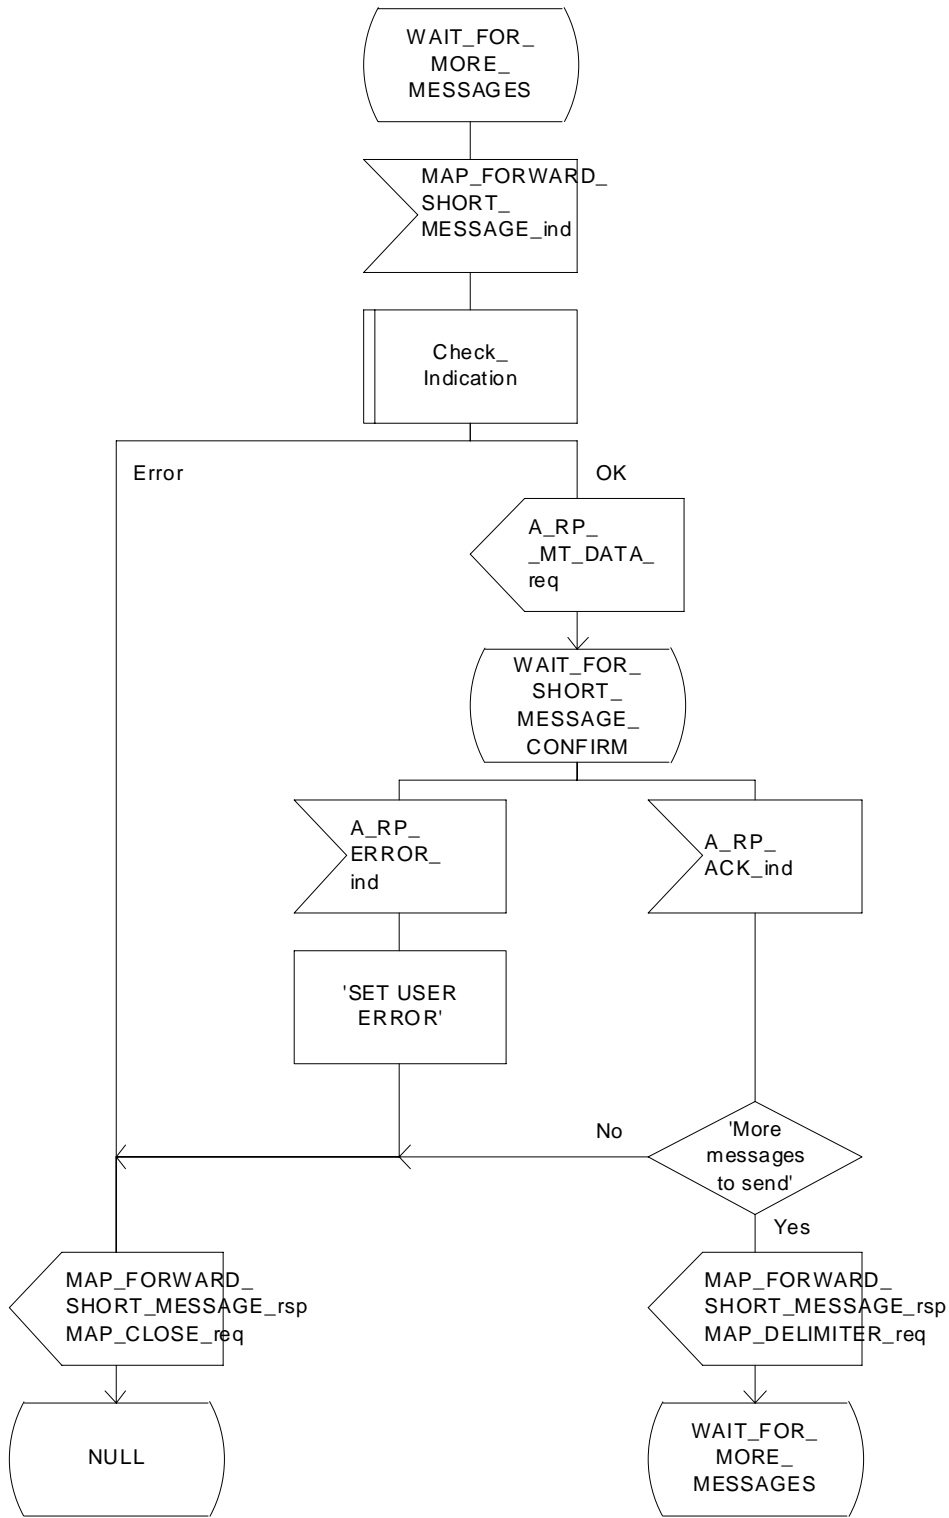 WAIT_FOR_
MORE_
MESSAGES
MAP_FORWARD_
SHORT_
MESSAGE_ind
Check_
Indication
Error
OK
A_RP_
_MT_DATA_
req
WAIT_FOR_
SHORT_
MESSAGE_
CONFIRM
A_RP_
ERROR_
ind
A_RP_
ACK_ind
'SET USER
ERROR'
No
'More
messages
to send'
Yes
MAP_FORWARD_
SHORT_MESSAGE_rsp
MAP_CLOSE_req
MAP_FORWARD_
SHORT_MESSAGE_rsp
MAP_DELIMITER_req
NULL
WAIT_FOR_
MORE_
MESSAGES